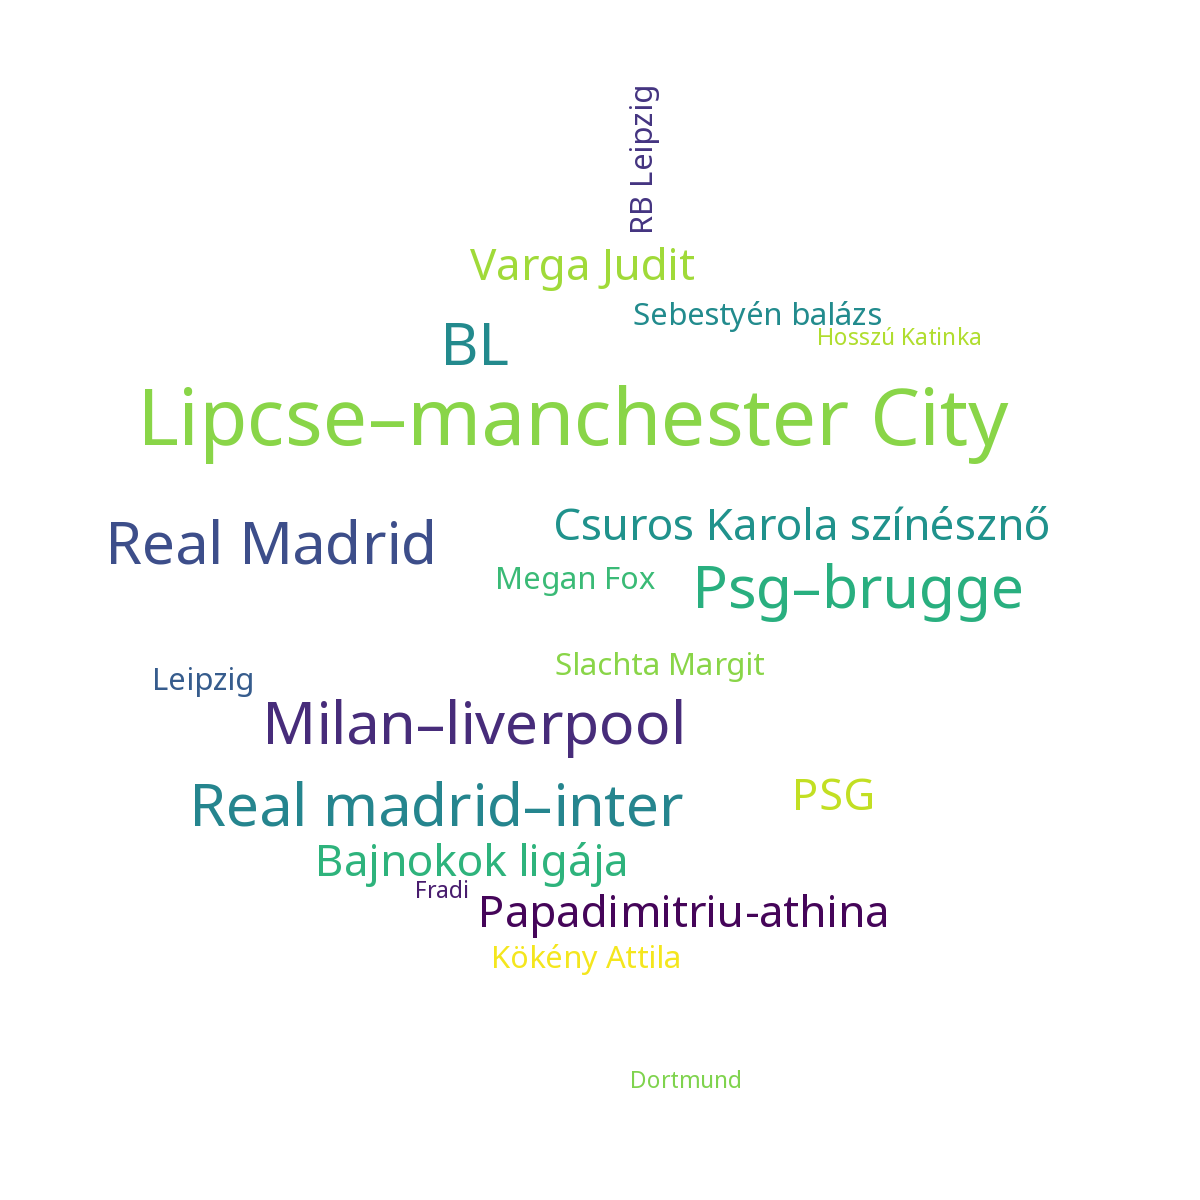 RB Leipzig
Varga Judit
Sebestyén balázs
Hosszú Katinka
BL
Lipcse–manchester City
Csuros Karola színésznő
Real Madrid
Megan Fox
Psg–brugge
Slachta Margit
Leipzig
Milan–liverpool
Real madrid–inter
PSG
Bajnokok ligája
Fradi
Papadimitriu-athina
Kökény Attila
Dortmund